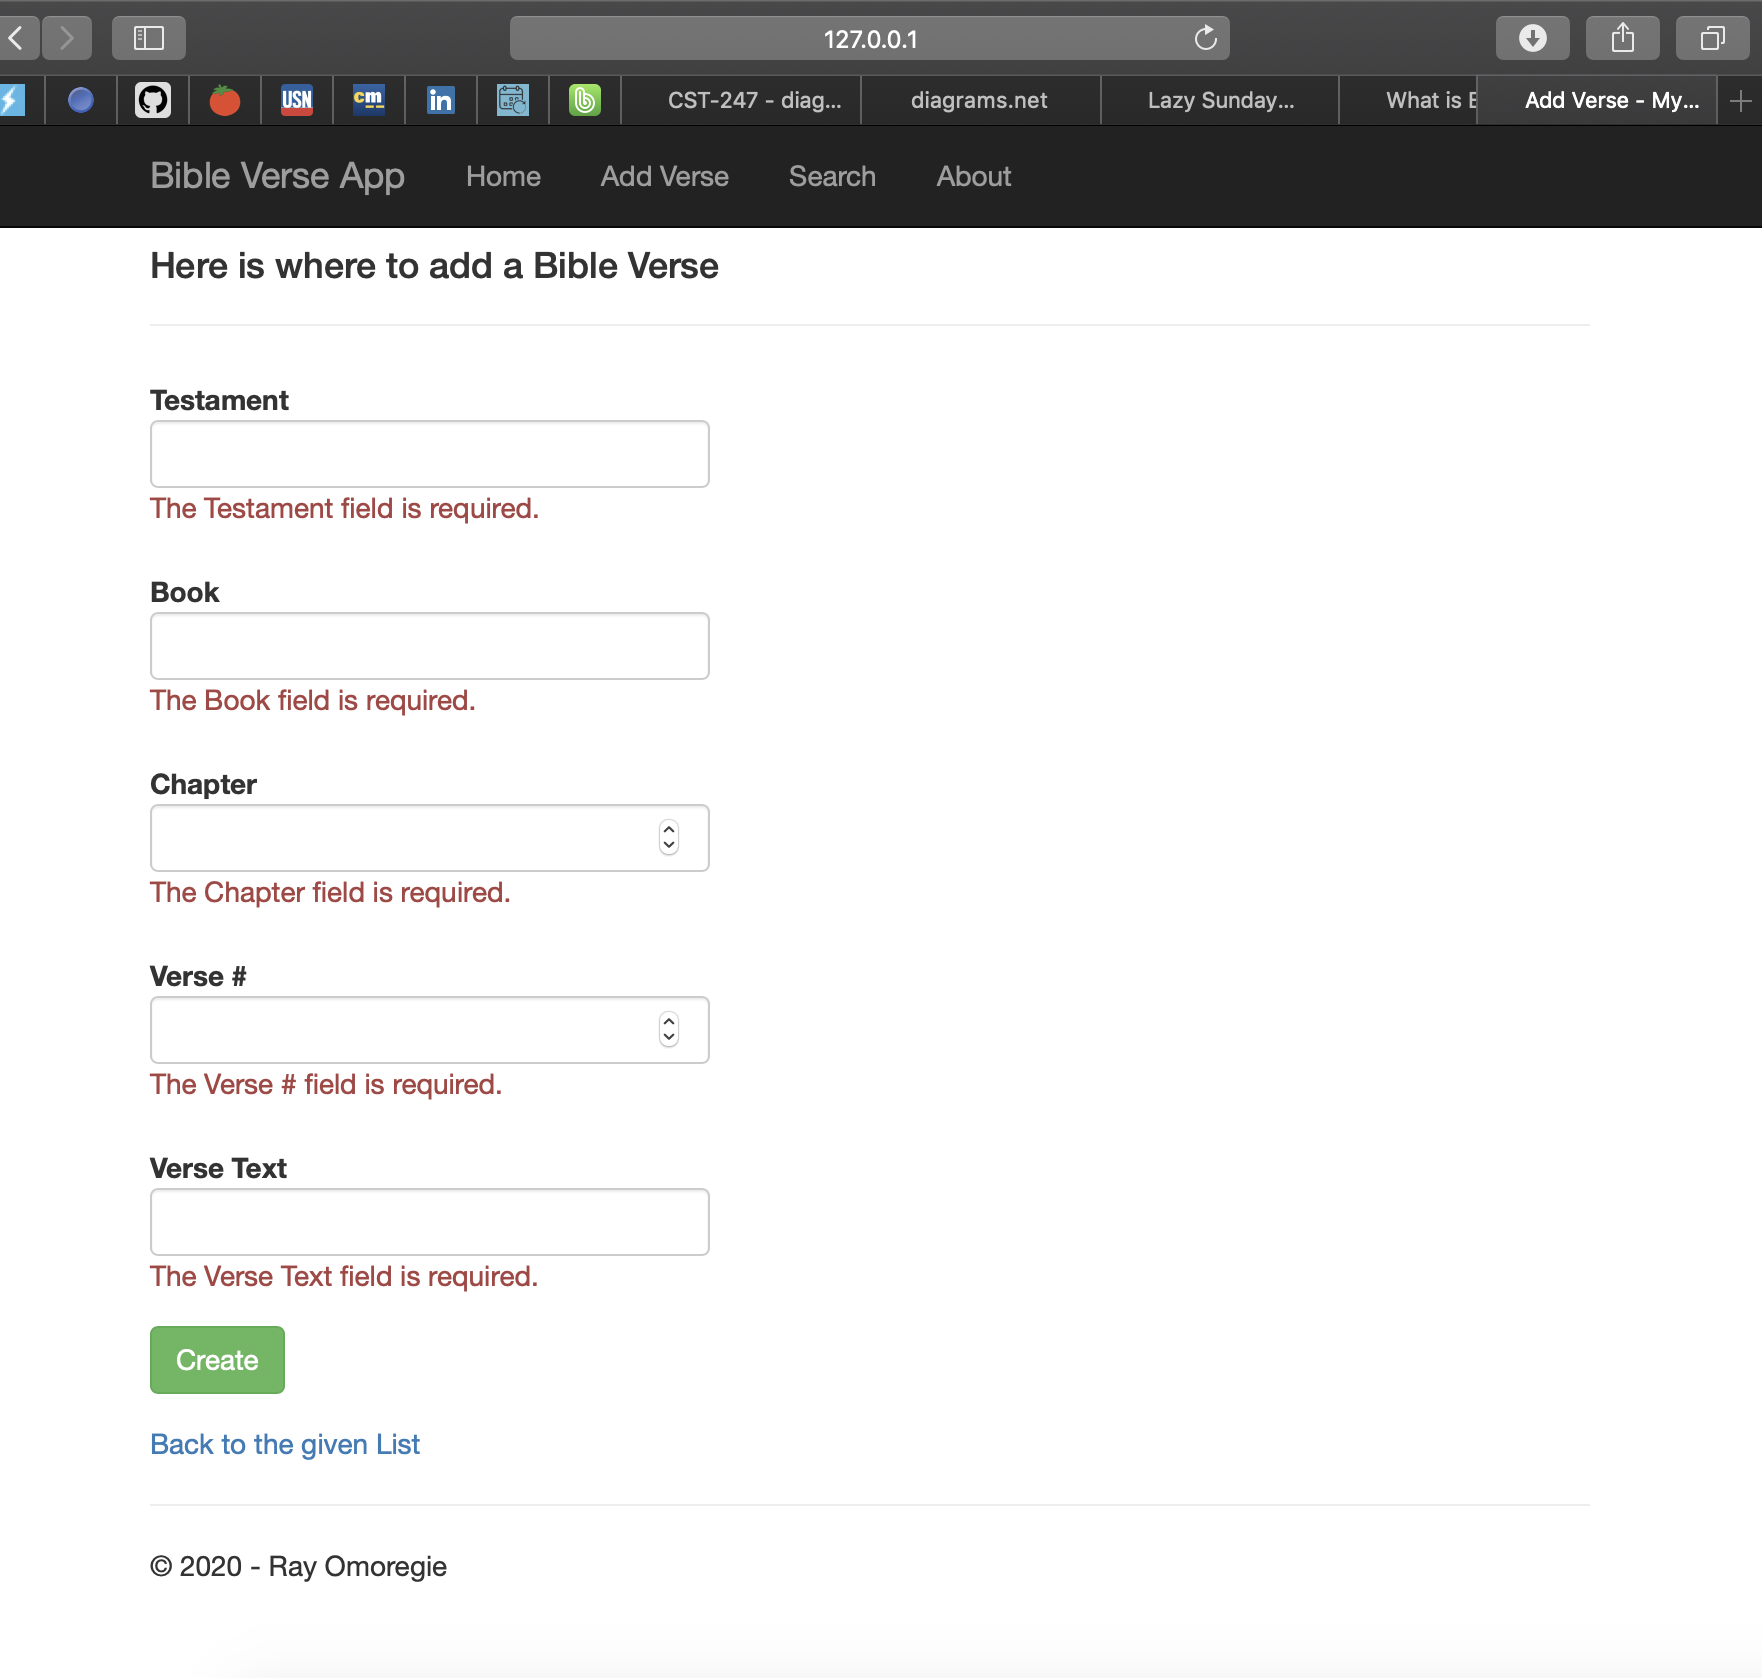 127.0.0.1
USN
cm
in
CST-247 - diag...
diagrams.net
Lazy Sunday...
What is E
Add Verse - My...
Bible Verse App
Home
Add Verse
Search
About
Here is where to add a Bible Verse
Testament
The Testament field is required.
Book
The Book field is required.
Chapter
The Chapter field is required.
Verse #
The Verse # field is required.
Verse Text
The Verse Text field is required.
Create
Back to the given List
© 2020 - Ray Omoregie